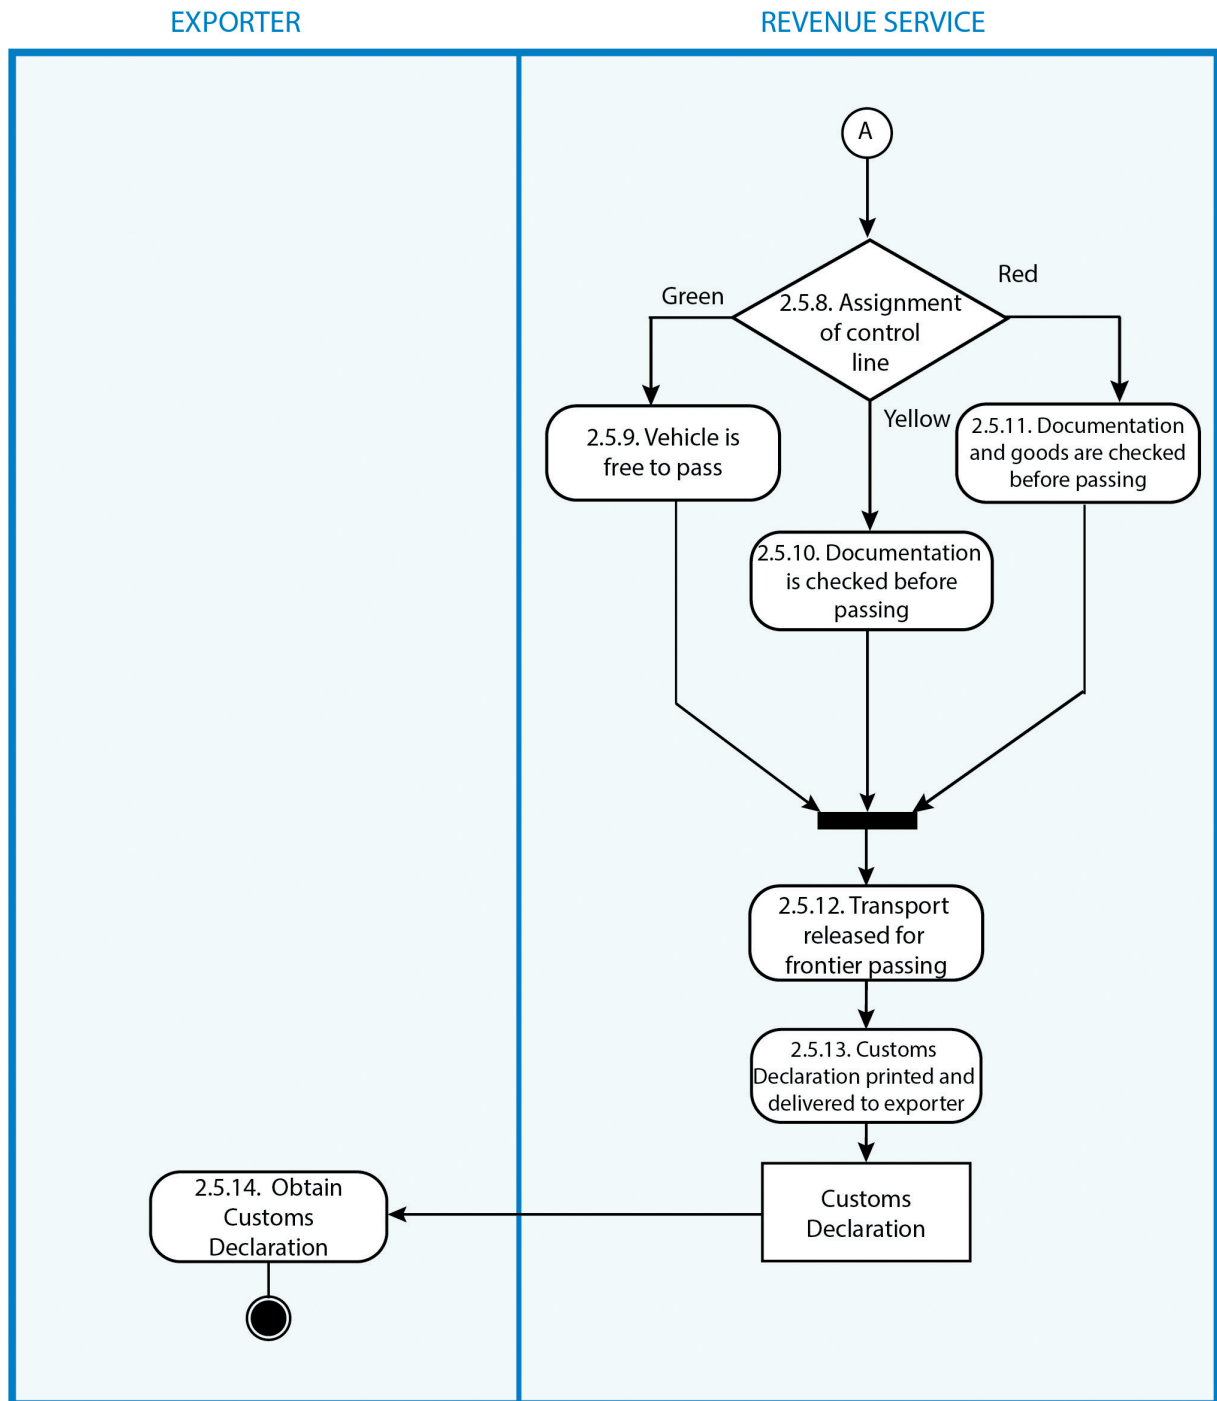 EXPORTER
REVENUE SERVICE
A
Green
Red
2.5.8. Assignment
of control
line
Yellow
2.5.9. Vehicle is
free to pass
2.5.11. Documentation
and goods are checked
before passing
2.5.10. Documentation
is checked before
passing
2.5.12. Transport
released for
frontier passing
2.5.13. Customs
Declaration printed and
delivered to exporter
2.5.14. Obtain
Customs
Declaration
Customs
Declaration